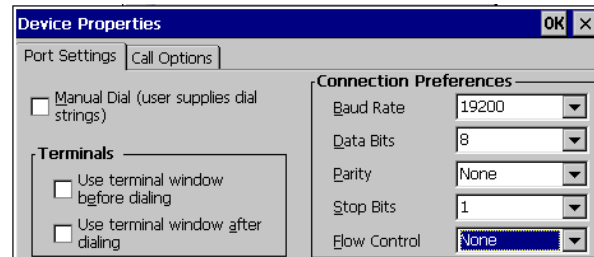 Device Properties OK ×
Port Settings Call Options
Manual Dial (user supplies dial
strings)
Terminals
Use terminal window
before dialing
Use terminal window after
dialing
Connection Preferences
Baud Rate 19200
Data Bits 8
Parity None
Stop Bits 1
Flow Control None